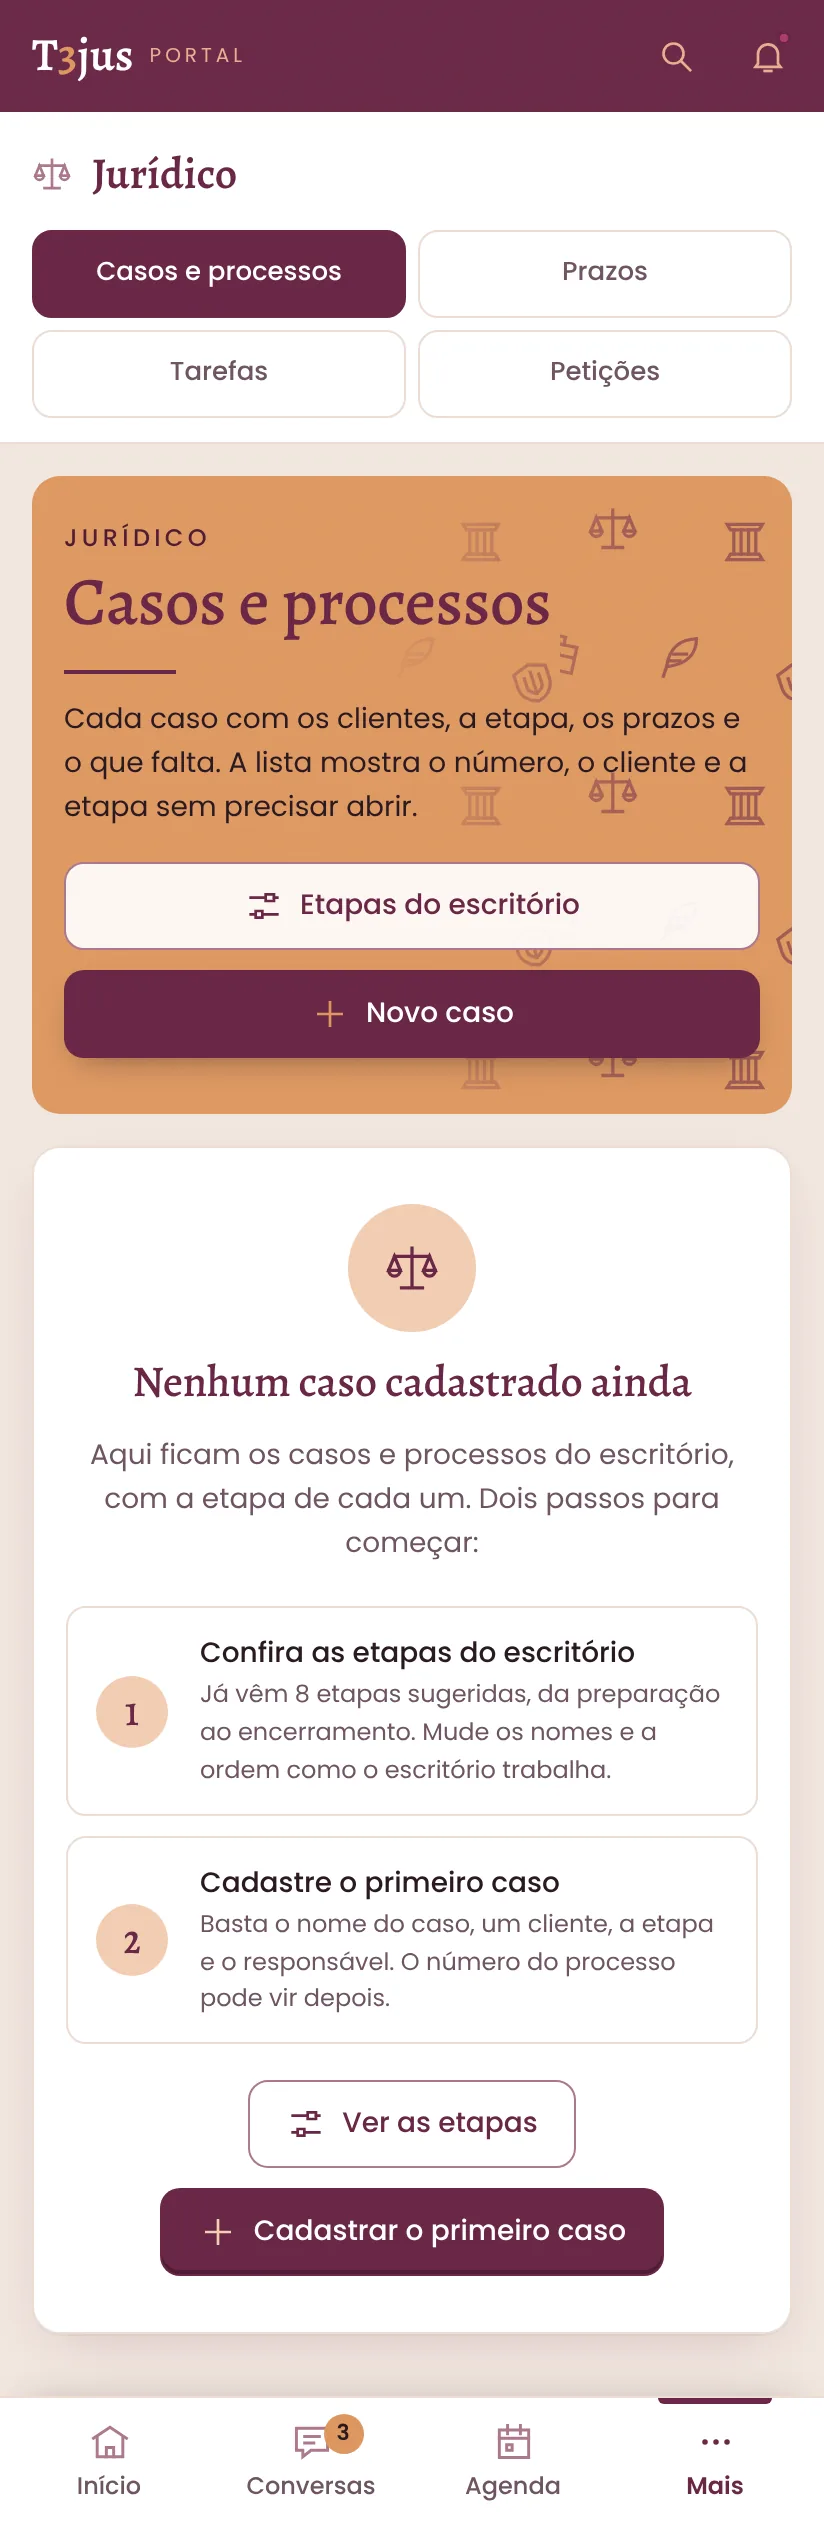 T3jus PORTAL
Jurídico
Casos e processos
Prazos
Tarefas
Petições
JURÍDICO
Casos e processos
Cada caso com os clientes, a etapa, os prazos e
o que falta. A lista mostra o número, o cliente e a
etapa sem precisar abrir.
Etapas do escritório
Novo caso
Nenhum caso cadastrado ainda
Aqui ficam os casos e processos do escritório,
com a etapa de cada um. Dois passos para
começar:
1
Confira as etapas do escritório
Já vêm 8 etapas sugeridas, da preparação
ao encerramento. Mude os nomes e a
ordem como o escritório trabalha.
2
Cadastre o primeiro caso
Basta o nome do caso, um cliente, a etapa
e o responsável. O número do processo
pode vir depois.
Ver as etapas
Cadastrar o primeiro caso
3
Início
Conversas
Agenda
Mais